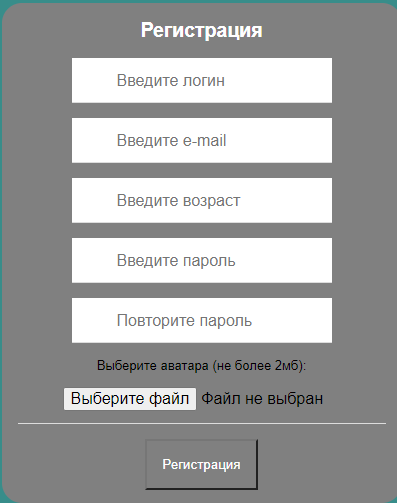 Регистрация
Введите логин
Введите e-mail
Введите возраст
Введите пароль
Повторите пароль
Выберите аватара (не более 2мб):
Выберите файл Файл не выбран
Регистрация